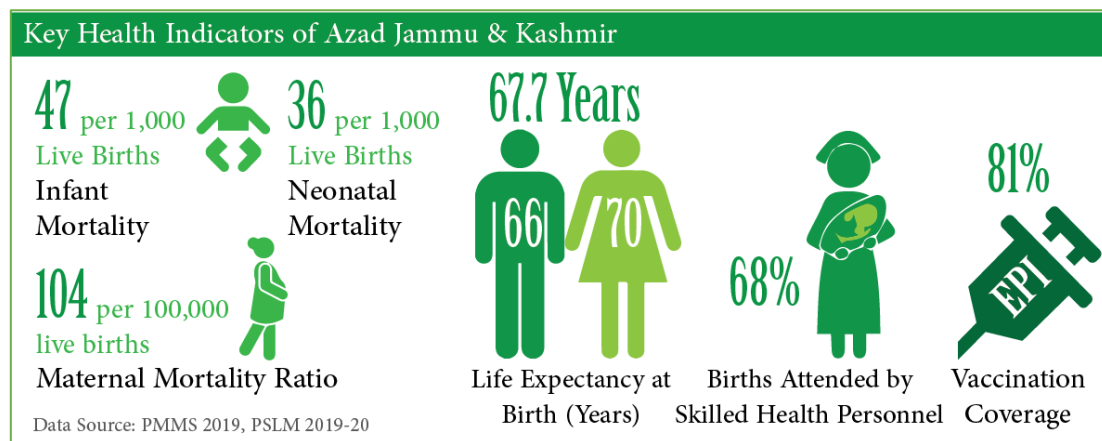 Key Health Indicators of Azad Jammu & Kashmir
47 per 1,000
Live Births
Infant
Mortality
36 per 1,000
Live Births
Neonatal
Mortality
104 per 100,000
live births
Maternal Mortality Ratio
67.7 Years
66
70
Life Expectancy at
Birth (Years)
68%
Births Attended by
Skilled Health Personnel
81%
EPI
Vaccination
Coverage
Data Source: PMMS 2019, PSLM 2019-20